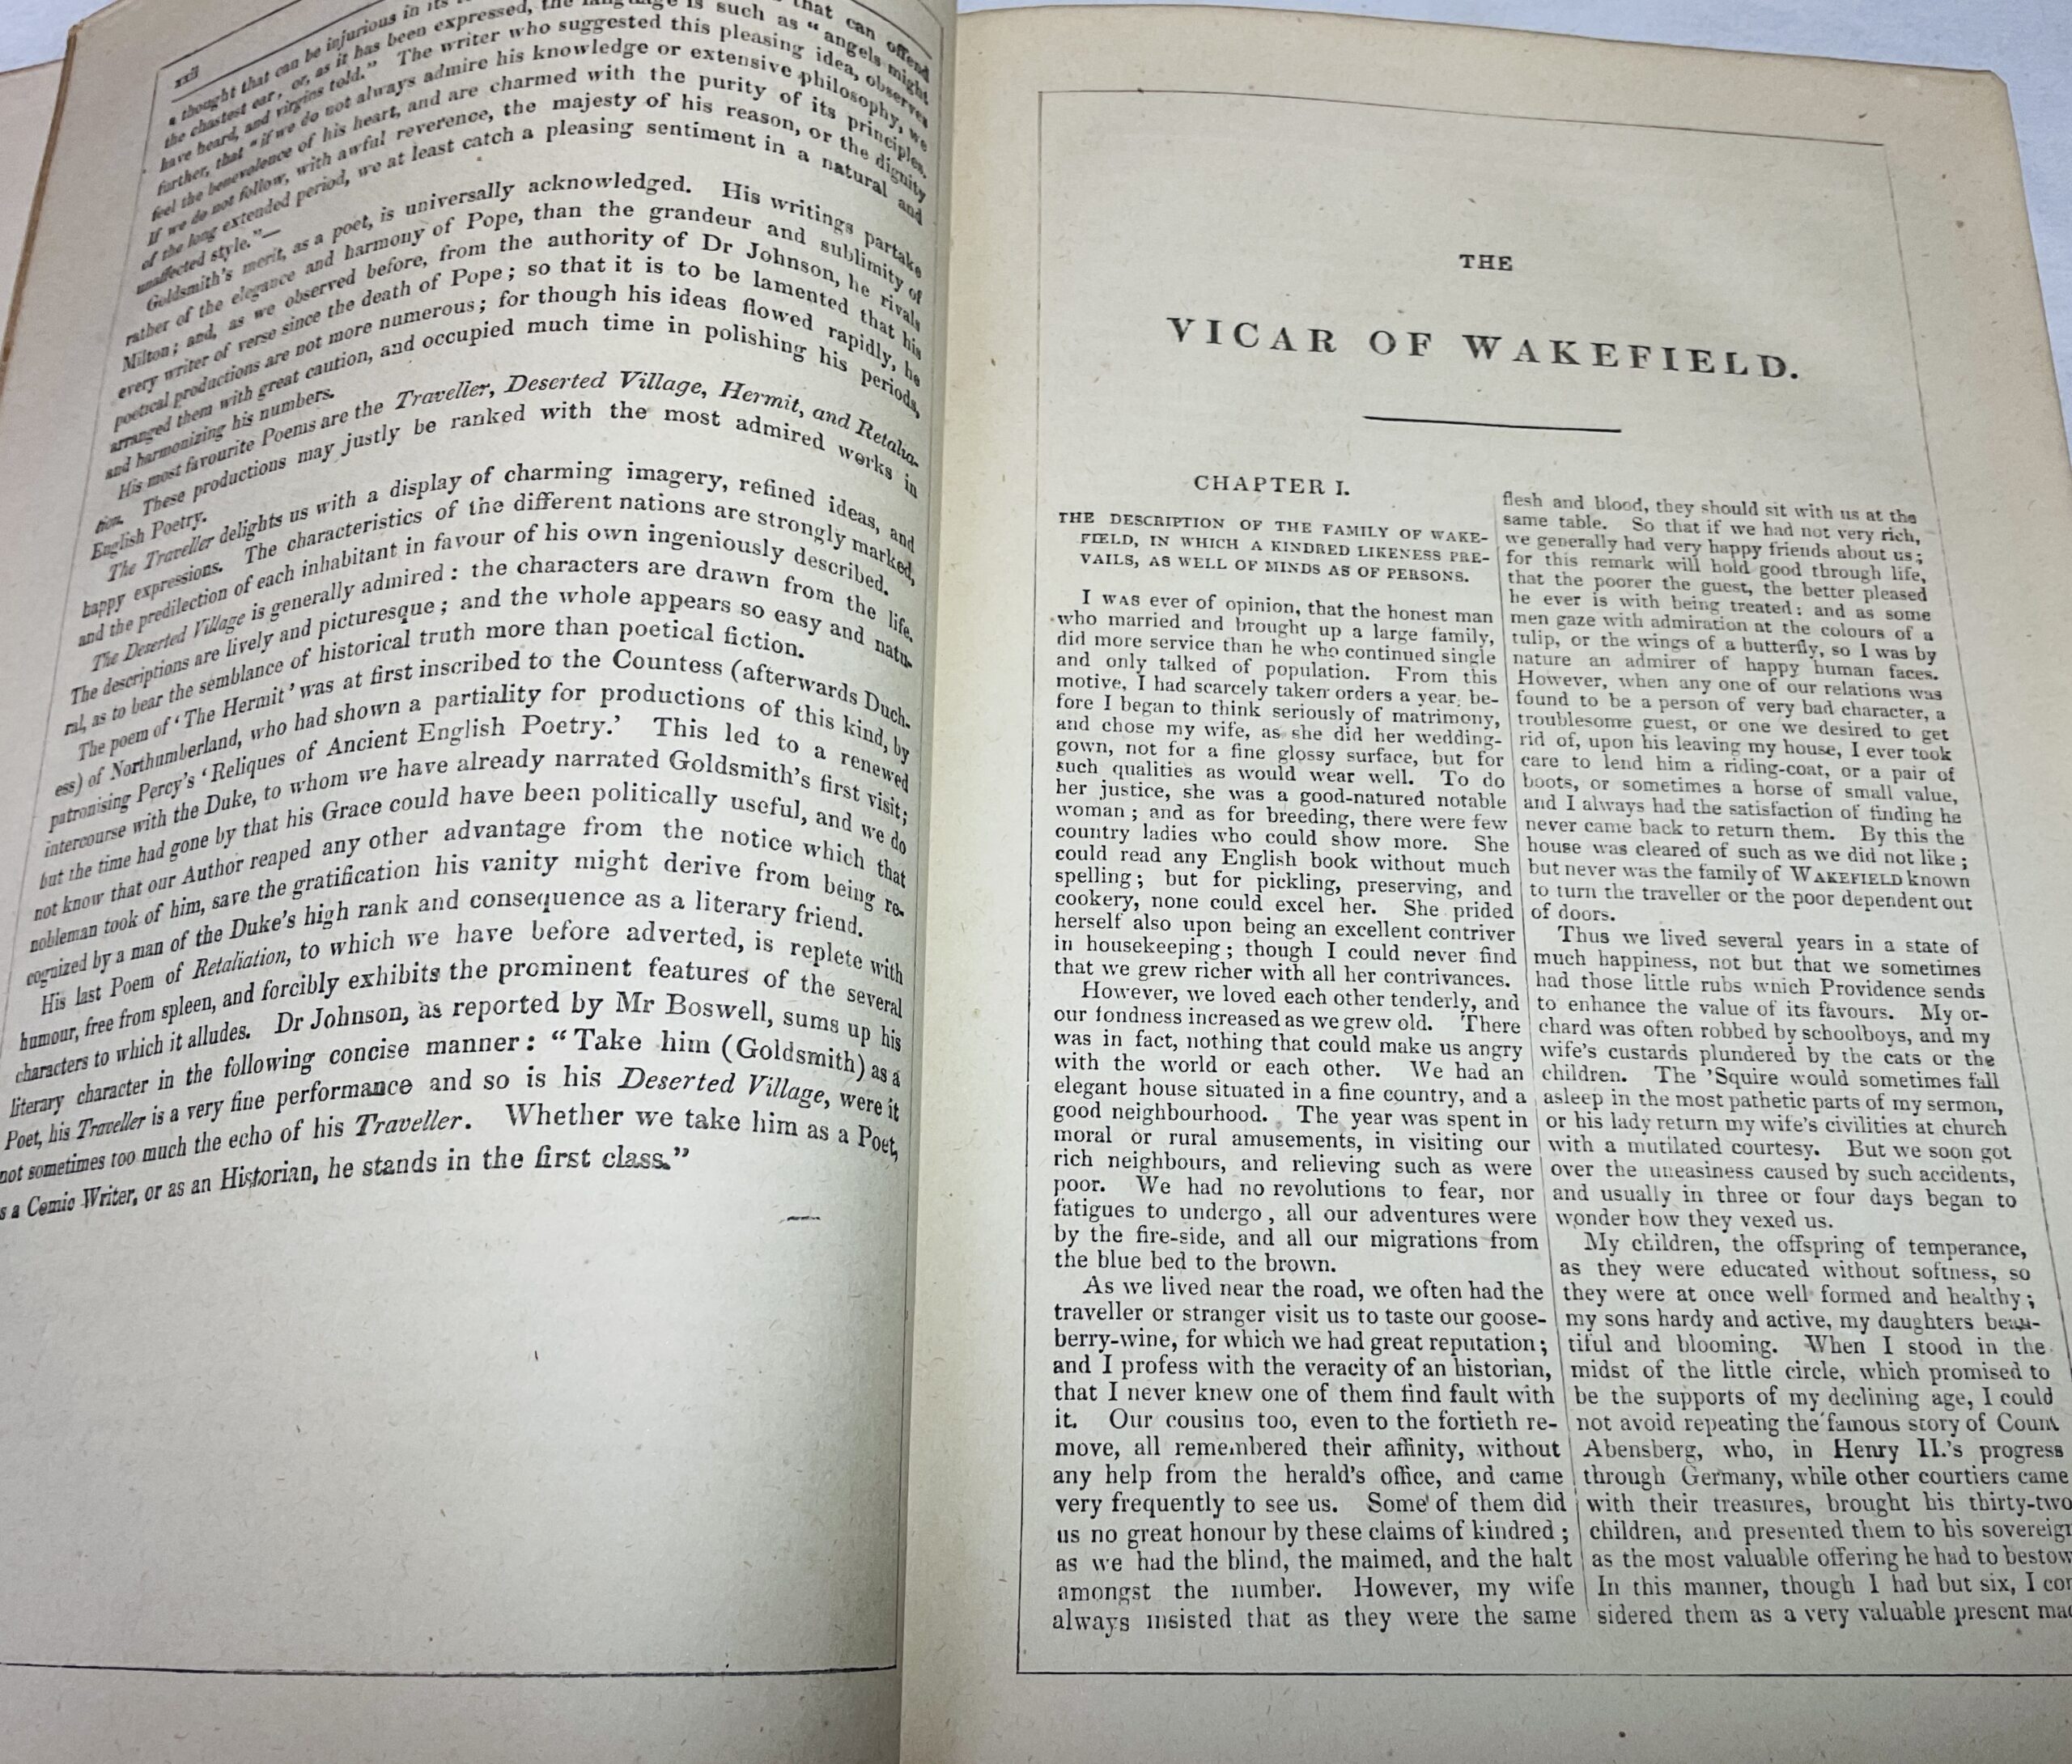 xxii
that can offend
a thought that can be injurious in its
the chastest ear, or, as it has been expressed, the language is such as “angels might
have heard, and virgins told.” The writer who suggested this pleasing idea, observes
further, that “if we do not always admire his knowledge or extensive philosophy, we
feel the benevolence of his heart, and are charmed with the purity of its principles.
If we do not follow, with awful reverence, the majesty of his reason, or the dignity
of the long extended period, we at least catch a pleasing sentiment in a natural and
unaffected style.”—
Goldsmith's merit, as a poet, is universally acknowledged. His writings partake
rather of the elegance and harmony of Pope, than the grandeur and sublimity of
Milton; and, as we observed before, from the authority of Dr Johnson, he rivals
every writer of verse since the death of Pope; so that it is to be lamented that his
poetical productions are not more numerous; for though his ideas flowed rapidly, he
arranged them with great caution, and occupied much time in polishing his periods,
and harmonizing his numbers.
His most favourite Poems are the Traveller, Deserted Village, Hermit, and Retalia-
tion. These productions may justly be ranked with the most admired works in
English Poetry.
The Traveller delights us with a display of charming imagery, refined ideas, and
happy expressions. The characteristics of the different nations are strongly marked,
and the predilection of each inhabitant in favour of his own ingeniously described.
The Deserted Village is generally admired: the characters are drawn from the life.
The descriptions are lively and picturesque; and the whole appears so easy and natu-
ral, as to bear the semblance of historical truth more than poetical fiction.
The poem of ‘The Hermit’ was at first inscribed to the Countess (afterwards Duch-
ess) of Northumberland, who had shown a partiality for productions of this kind, by
patronising Percy's ‘Reliques of Ancient English Poetry.’ This led to a renewed
intercourse with the Duke, to whom we have already narrated Goldsmith's first visit;
but the time had gone by that his Grace could have been politically useful, and we do
not know that our Author reaped any other advantage from the notice which that
nobleman took of him, save the gratification his vanity might derive from being re-
cognized by a man of the Duke's high rank and consequence as a literary friend.
His last Poem of Retaliation, to which we have before adverted, is replete with
humour, free from spleen, and forcibly exhibits the prominent features of the several
characters to which it alludes. Dr Johnson, as reported by Mr Boswell, sums up his
literary character in the following concise manner: “Take him (Goldsmith) as a
Poet, his Traveller is a very fine performance and so is his Deserted Village, were it
not sometimes too much the echo of his Traveller. Whether we take him as a Poet,
s a Comic Writer, or as an Historian, he stands in the first class.”
THE
VICAR OF WAKEFIELD.
CHAPTER I.
THE DESCRIPTION OF THE FAMILY OF WAKE-
FIELD, IN WHICH A KINDRED LIKENESS PRE-
VAILS, AS WELL OF MINDS AS OF PERSONS.
I WAS ever of opinion, that the honest man
who married and brought up a large family,
did more service than he who continued single
and only talked of population. From this
motive, I had scarcely taken orders a year, be-
fore I began to think seriously of matrimony,
and chose my wife, as she did her wedding-
gown, not for a fine glossy surface, but for
such qualities as would wear well. To do
her justice, she was a good-natured notable
woman; and as for breeding, there were few
country ladies who could show more. She
could read any English book without much
spelling; but for pickling, preserving, and
cookery, none could excel her. She prided
herself also upon being an excellent contriver
in housekeeping; though I could never find
that we grew richer with all her contrivances.
However, we loved each other tenderly, and
our fondness increased as we grew old. There
was in fact, nothing that could make us angry
with the world or each other. We had an
elegant house situated in a fine country, and a
good neighbourhood. The year was spent in
moral or rural amusements, in visiting our
rich neighbours, and relieving such as were
poor. We had no revolutions to fear, nor
fatigues to undergo, all our adventures were
by the fire-side, and all our migrations from
the blue bed to the brown.
As we lived near the road, we often had the
traveller or stranger visit us to taste our goose-
berry-wine, for which we had great reputation;
and I profess with the veracity of an historian,
that I never knew one of them find fault with
it. Our cousins too, even to the fortieth re-
move, all remembered their affinity, without
any help from the herald's office, and came
very frequently to see us. Some of them did
us no great honour by these claims of kindred;
as we had the blind, the maimed, and the halt
amongst the number. However, my wife
always insisted that as they were the same
flesh and blood, they should sit with us at the
same table. So that if we had not very rich,
we generally had very happy friends about us;
for this remark will hold good through life,
that the poorer the guest, the better pleased
he ever is with being treated: and as some
men gaze with admiration at the colours of a
tulip, or the wings of a butterfly, so I was by
nature an admirer of happy human faces.
However, when any one of our relations was
found to be a person of very bad character, a
troublesome guest, or one we desired to get
rid of, upon his leaving my house, I ever took
care to lend him a riding-coat, or a pair of
boots, or sometimes a horse of small value,
and I always had the satisfaction of finding he
never came back to return them. By this the
house was cleared of such as we did not like;
but never was the family of WAKEFIELD known
to turn the traveller or the poor dependent out
of doors.
Thus we lived several years in a state of
much happiness, not but that we sometimes
had those little rubs which Providence sends
to enhance the value of its favours. My or-
chard was often robbed by schoolboys, and my
wife's custards plundered by the cats or the
children. The 'Squire would sometimes fall
asleep in the most pathetic parts of my sermon,
or his lady return my wife's civilities at church
with a mutilated courtesy. But we soon got
over the uneasiness caused by such accidents,
and usually in three or four days began to
wonder how they vexed us.
My children, the offspring of temperance,
as they were educated without softness, so
they were at once well formed and healthy;
my sons hardy and active, my daughters beau-
tiful and blooming. When I stood in the
midst of the little circle, which promised to
be the supports of my declining age, I could
not avoid repeating the famous story of Count
Abensberg, who, in Henry II.'s progress
through Germany, while other courtiers came
with their treasures, brought his thirty-two
children, and presented them to his sovereign
as the most valuable offering he had to bestow
In this manner, though I had but six, I con
sidered them as a very valuable present mad